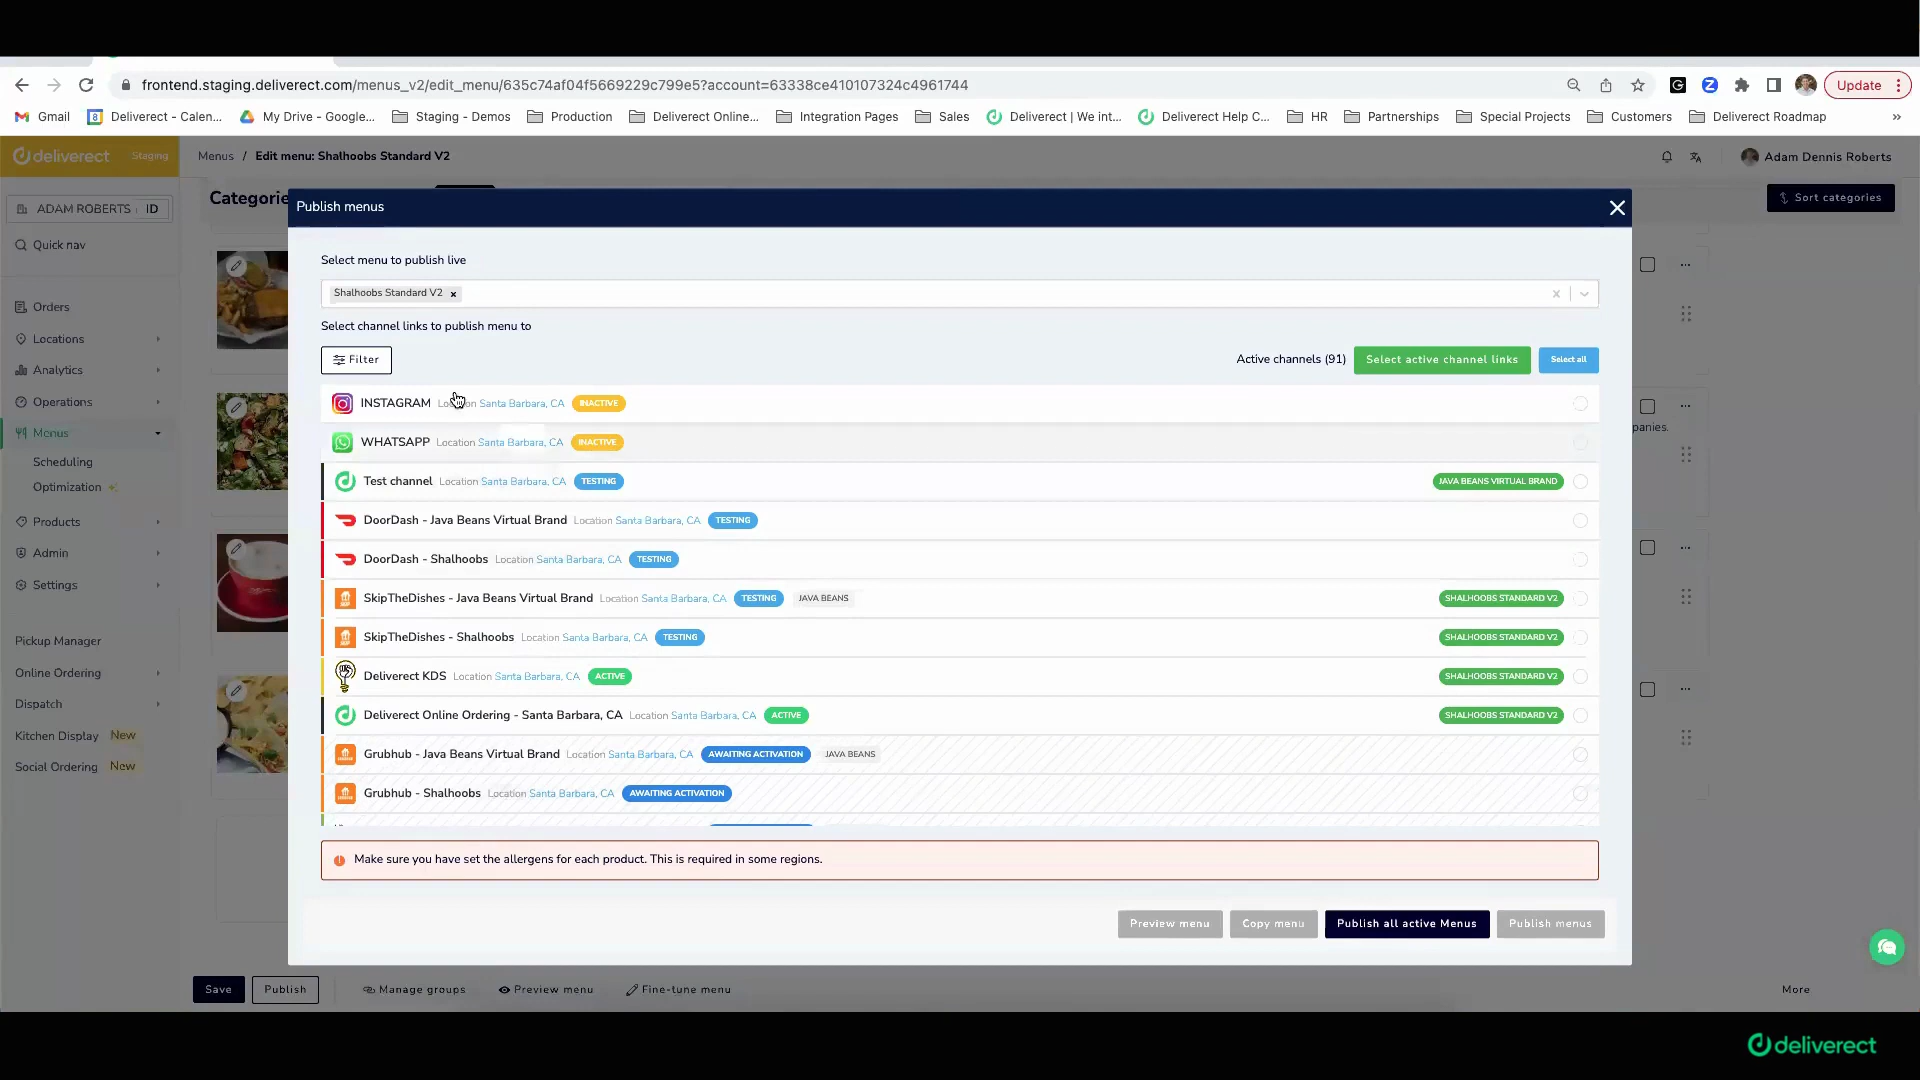 frontend.staging.deliverect.com/menus_v2/edit_menu/635c74af04f5669229c799e5?account=63338ce410107324c4961744
Update
Gmail
Deliverect - Calen...
My Drive - Google...
Staging - Demos
Production
Deliverect Online...
Integration Pages
Sales
Deliverect | We int...
Deliverect Help C...
HR
Partnerships
Special Projects
Customers
Deliverect Roadmap
»
deliverect
Staging
Menus / Edit menu: Shalhoobs Standard V2
Adam Dennis Roberts
ADAM ROBERTS
ID
Sort categories
Publish menus
Quick nav
Select menu to publish live
Shalhoobs Standard V2
Orders
Select channel links to publish menu to
Locations
Filter
Active channels (91)
Select active channel links
Select all
Analytics
Operations
INSTAGRAM
Santa Barbara, CA
INACTIVE
Menus
WHATSAPP Location Santa Barbara, CA INACTIVE
panies.
Scheduling
Optimization
Test channel Location Santa Barbara, CA TESTING
JAVA BEANS VIRTUAL BRAND
Products
DoorDash - Java Beans Virtual Brand Location Santa Barbara, CA TESTING
Admin
DoorDash - Shalhoobs Location Santa Barbara, CA TESTING
Settings
SkipTheDishes - Java Beans Virtual Brand Location Santa Barbara, CA TESTING JAVA BEANS
SHALHOOBS STANDARD V2
Pickup Manager
SkipTheDishes - Shalhoobs Location Santa Barbara, CA TESTING
SHALHOOBS STANDARD V2
Online Ordering
Deliverect KDS Location Santa Barbara, CA ACTIVE
SHALHOOBS STANDARD V2
Dispatch
Deliverect Online Ordering - Santa Barbara, CA Location Santa Barbara, CA ACTIVE
SHALHOOBS STANDARD V2
Kitchen Display New
Grubhub - Java Beans Virtual Brand Location Santa Barbara, CA AWAITING ACTIVATION JAVA BEANS
Social Ordering New
Grubhub - Shalhoobs Location Santa Barbara, CA AWAITING ACTIVATION
Make sure you have set the allergens for each product. This is required in some regions.
Preview menu
Copy menu
Publish all active Menus
Publish menus
Save
Publish
Manage groups
Preview menu
Fine-tune menu
More
deliverect